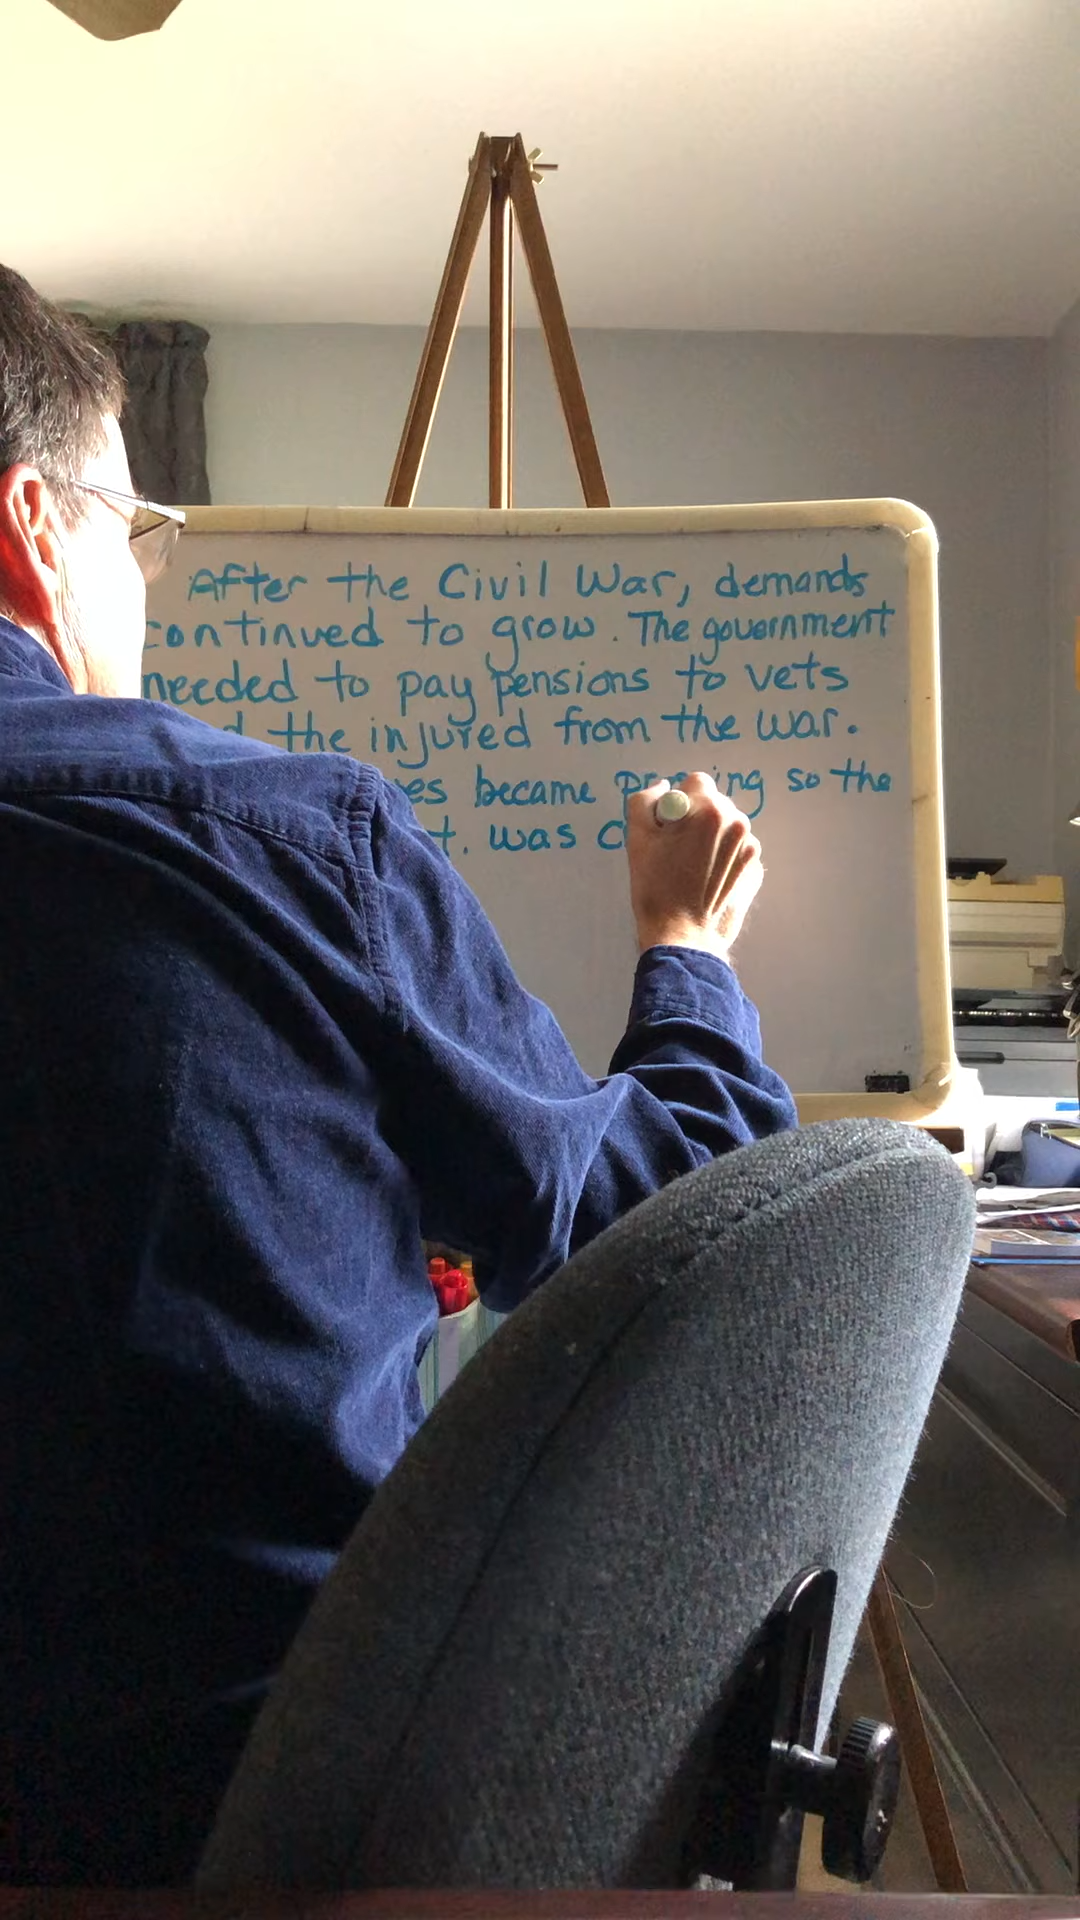 After the Civil War, demands
continued to grow. The government
needed to pay pensions to vets
the injured from the war.
became so the
was